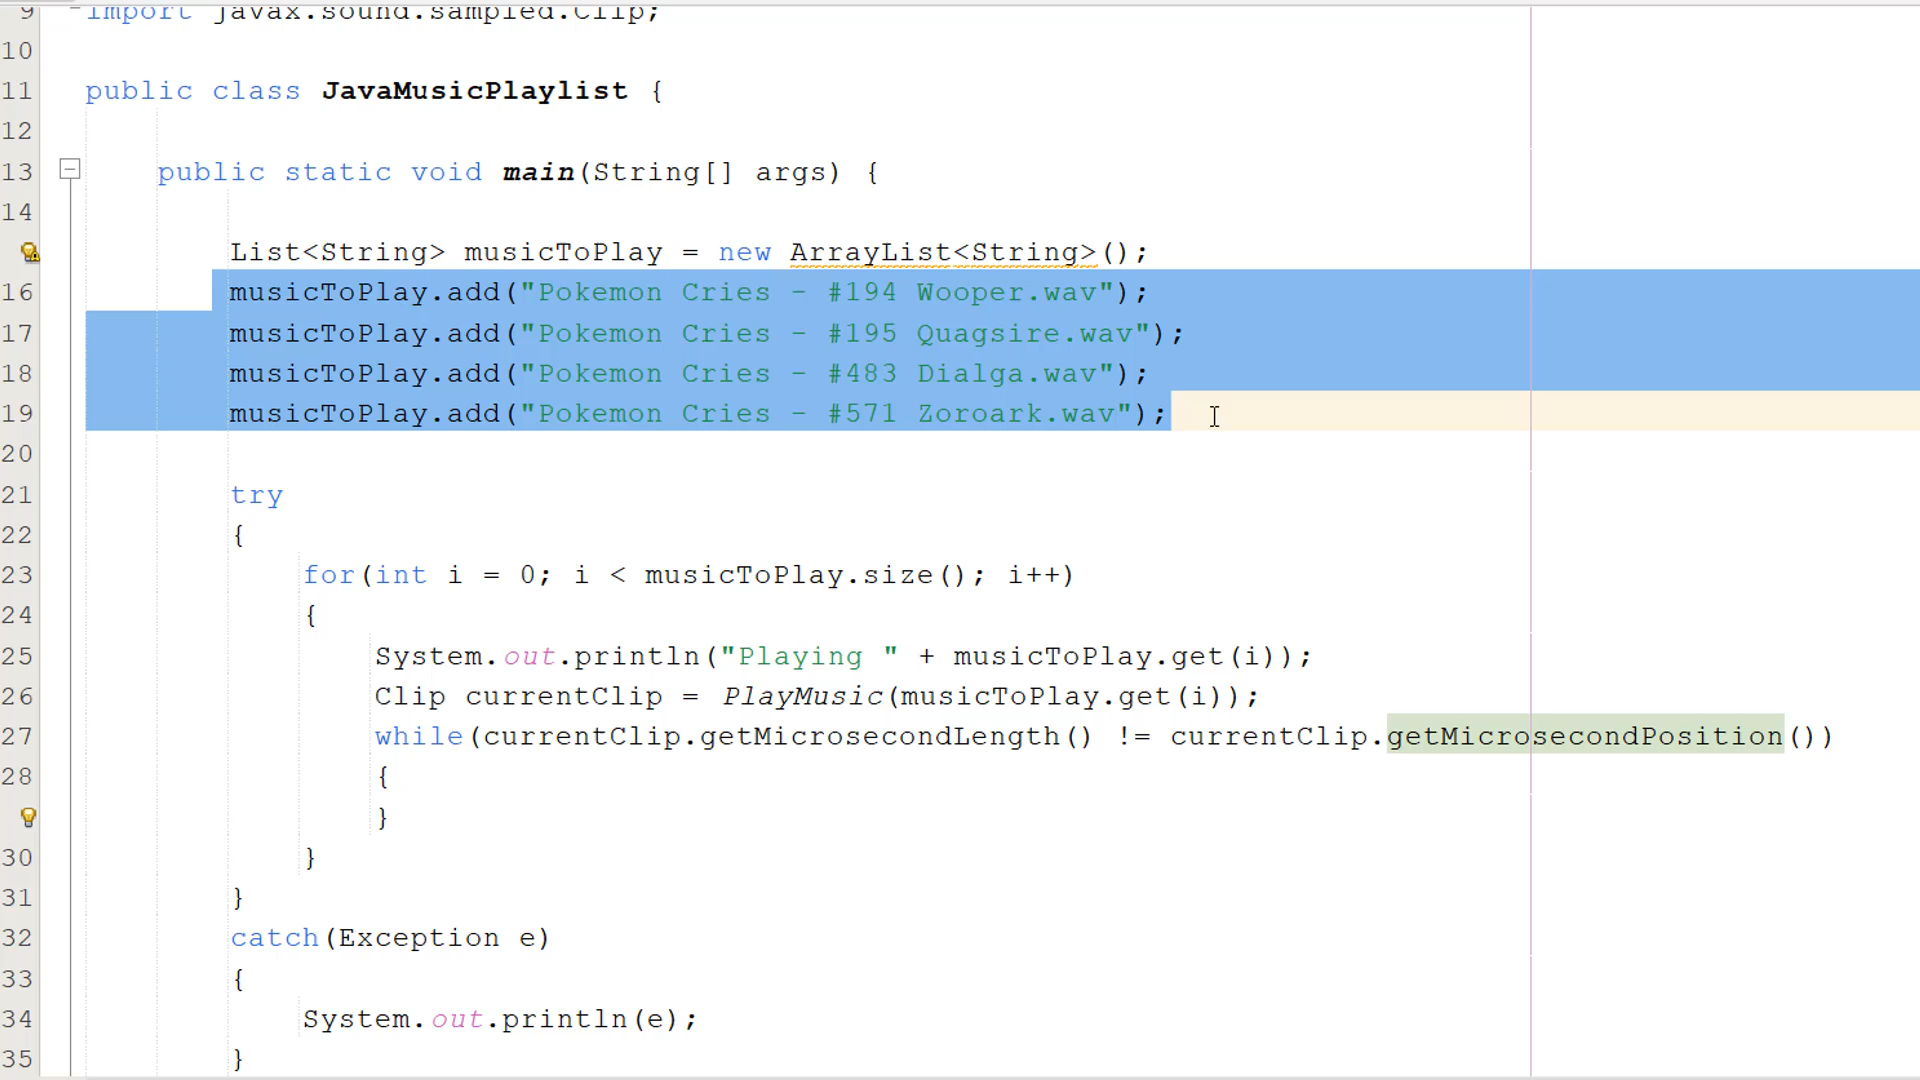 9 import javax.sound.sampled.Clip;
10
11 public class JavaMusicPlaylist {
12
13 public static void main(String[] args) {
14
List<String> musicToPlay = new ArrayList<String>();
16 musicToPlay.add("Pokemon Cries - #194 Wooper.wav");
17 musicToPlay.add("Pokemon Cries - #195 Quagsire.wav");
18 musicToPlay.add("Pokemon Cries - #483 Dialga.wav");
19 musicToPlay.add("Pokemon Cries - #571 Zoroark.wav");
20
21 try
22 {
23 for(int i = 0; i < musicToPlay.size(); i++)
24 {
25 System.out.println("Playing " + musicToPlay.get(i));
26 Clip currentClip = PlayMusic(musicToPlay.get(i));
27 while(currentClip.getMicrosecondLength() != currentClip.getMicrosecondPosition())
28 {
}
30 }
31 }
32 catch(Exception e)
33 {
34 System.out.println(e);
35 }